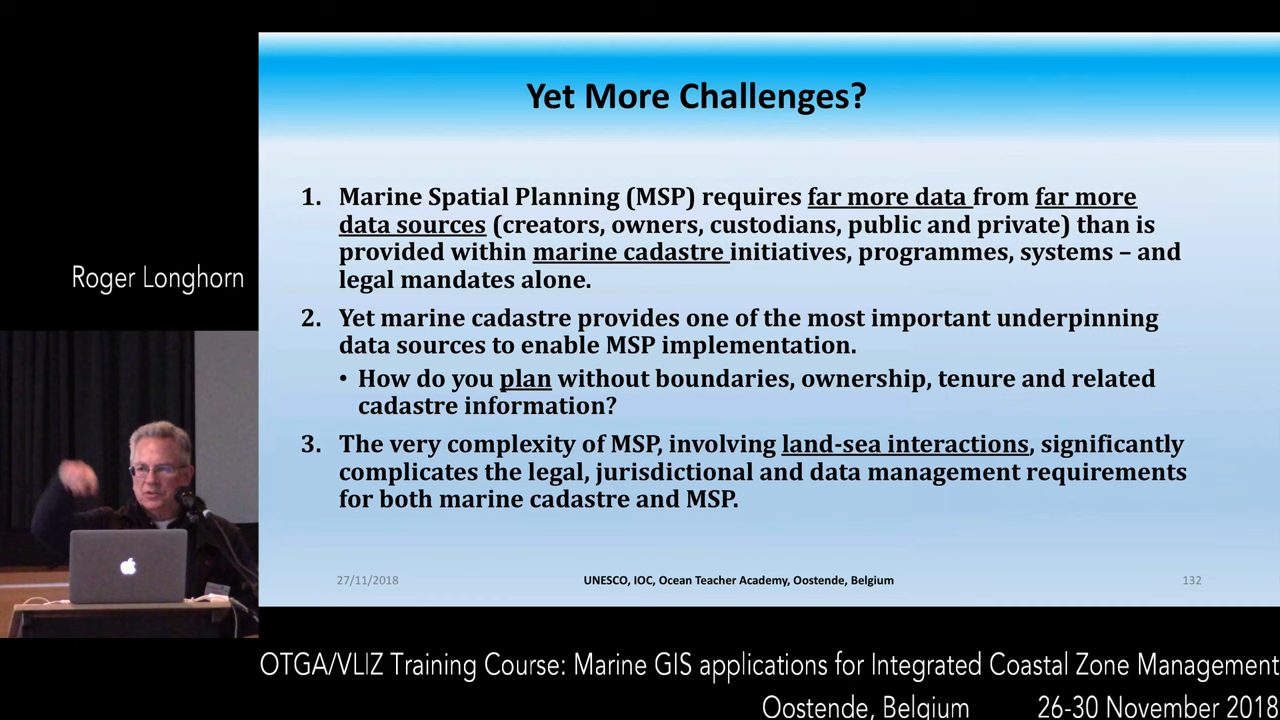 Yet More Challenges?
Roger Longhorn
1. Marine Spatial Planning (MSP) requires far more data from far more
data sources (creators, owners, custodians, public and private) than is
provided within marine cadastre initiatives, programmes, systems – and
legal mandates alone.
2. Yet marine cadastre provides one of the most important underpinning
data sources to enable MSP implementation.
• How do you plan without boundaries, ownership, tenure and related
cadastre information?
3. The very complexity of MSP, involving land-sea interactions, significantly
complicates the legal, jurisdictional and data management requirements
for both marine cadastre and MSP.
27/11/2018 UNESCO, IOC, Ocean Teacher Academy, Oostende, Belgium 132
OTGA/VLIZ Training Course: Marine GIS applications for Integrated Coastal Zone Management
Oostende, Belgium 26-30 November 2018